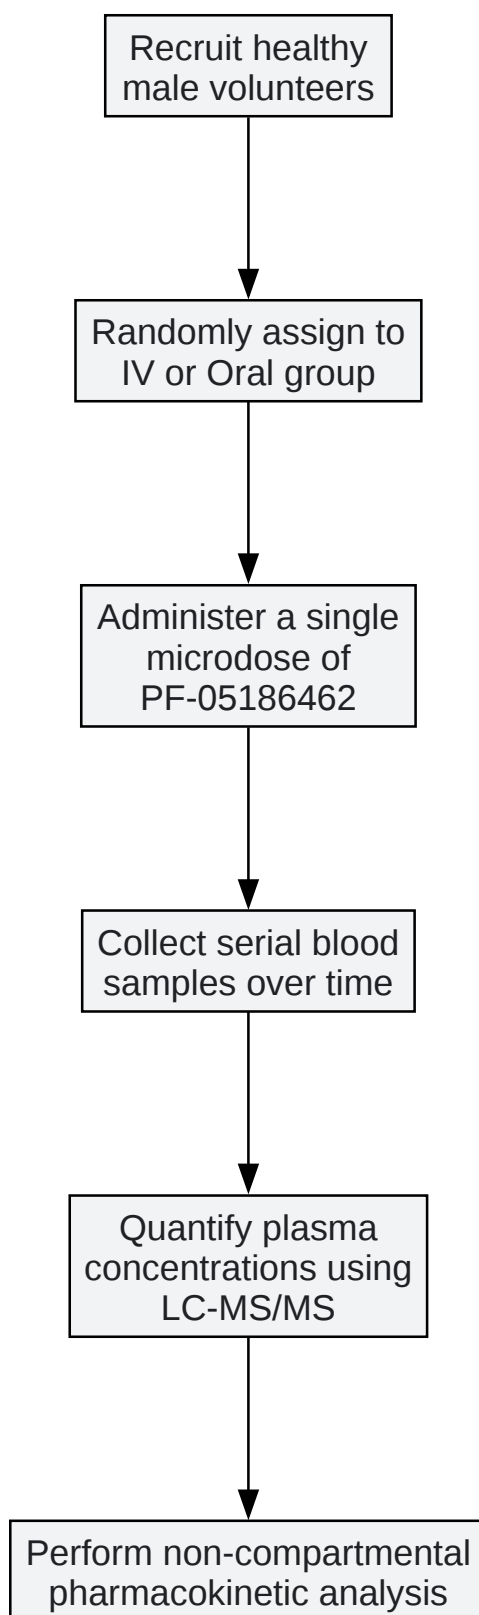 Recruit healthy
male volunteers
Randomly assign to
IV or Oral group
Administer a single
microdose of
PF-05186462
Collect serial blood
samples over time
Quantify plasma
concentrations using
LC-MS/MS
Perform non-compartmental
pharmacokinetic analysis